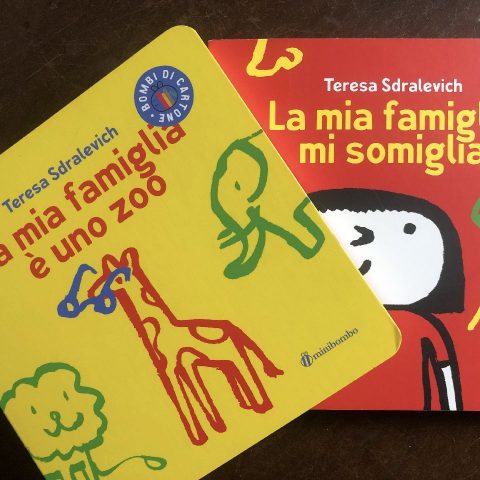 BOMBI DI CARTONE
Teresa Sdralevich
a mia famiglia
è uno zoo
minibombo
Teresa Sdralevich
La mia famigl
mi somiglia